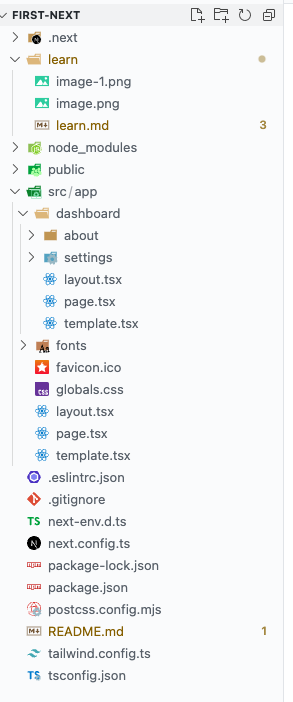 FIRST-NEXT
.next
learn
image-1.png
image.png
learn.md 3
node_modules
public
src/app
dashboard
about
settings
layout.tsx
page.tsx
template.tsx
fonts
favicon.ico
globals.css
layout.tsx
page.tsx
template.tsx
.eslintrc.json
.gitignore
TS next-env.d.ts
next.config.ts
package-lock.json
package.json
postcss.config.mjs
README.md 1
tailwind.config.ts
TS tsconfig.json